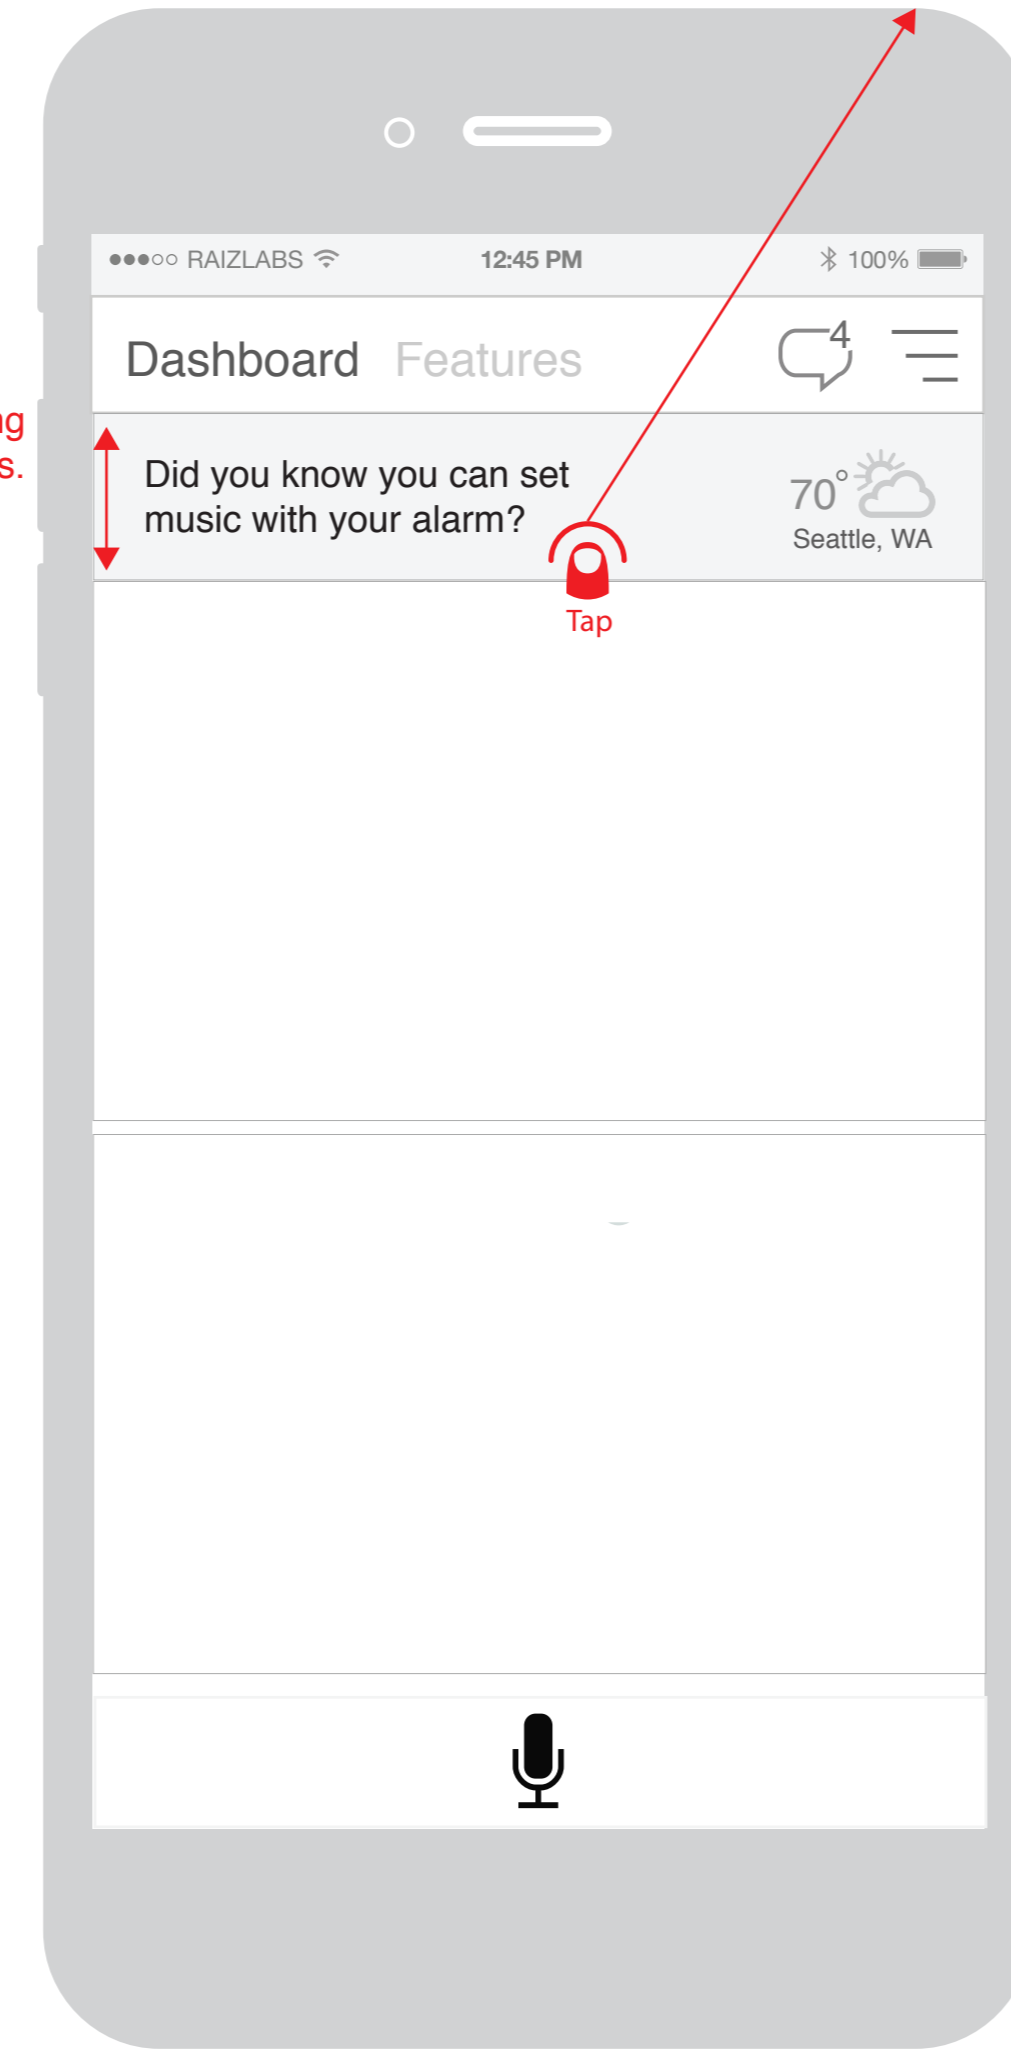 RAIZLABS 12:45 PM 100%
Dashboard Features 4
Did you know you can set
music with your alarm?
70°
Seattle, WA
Tap